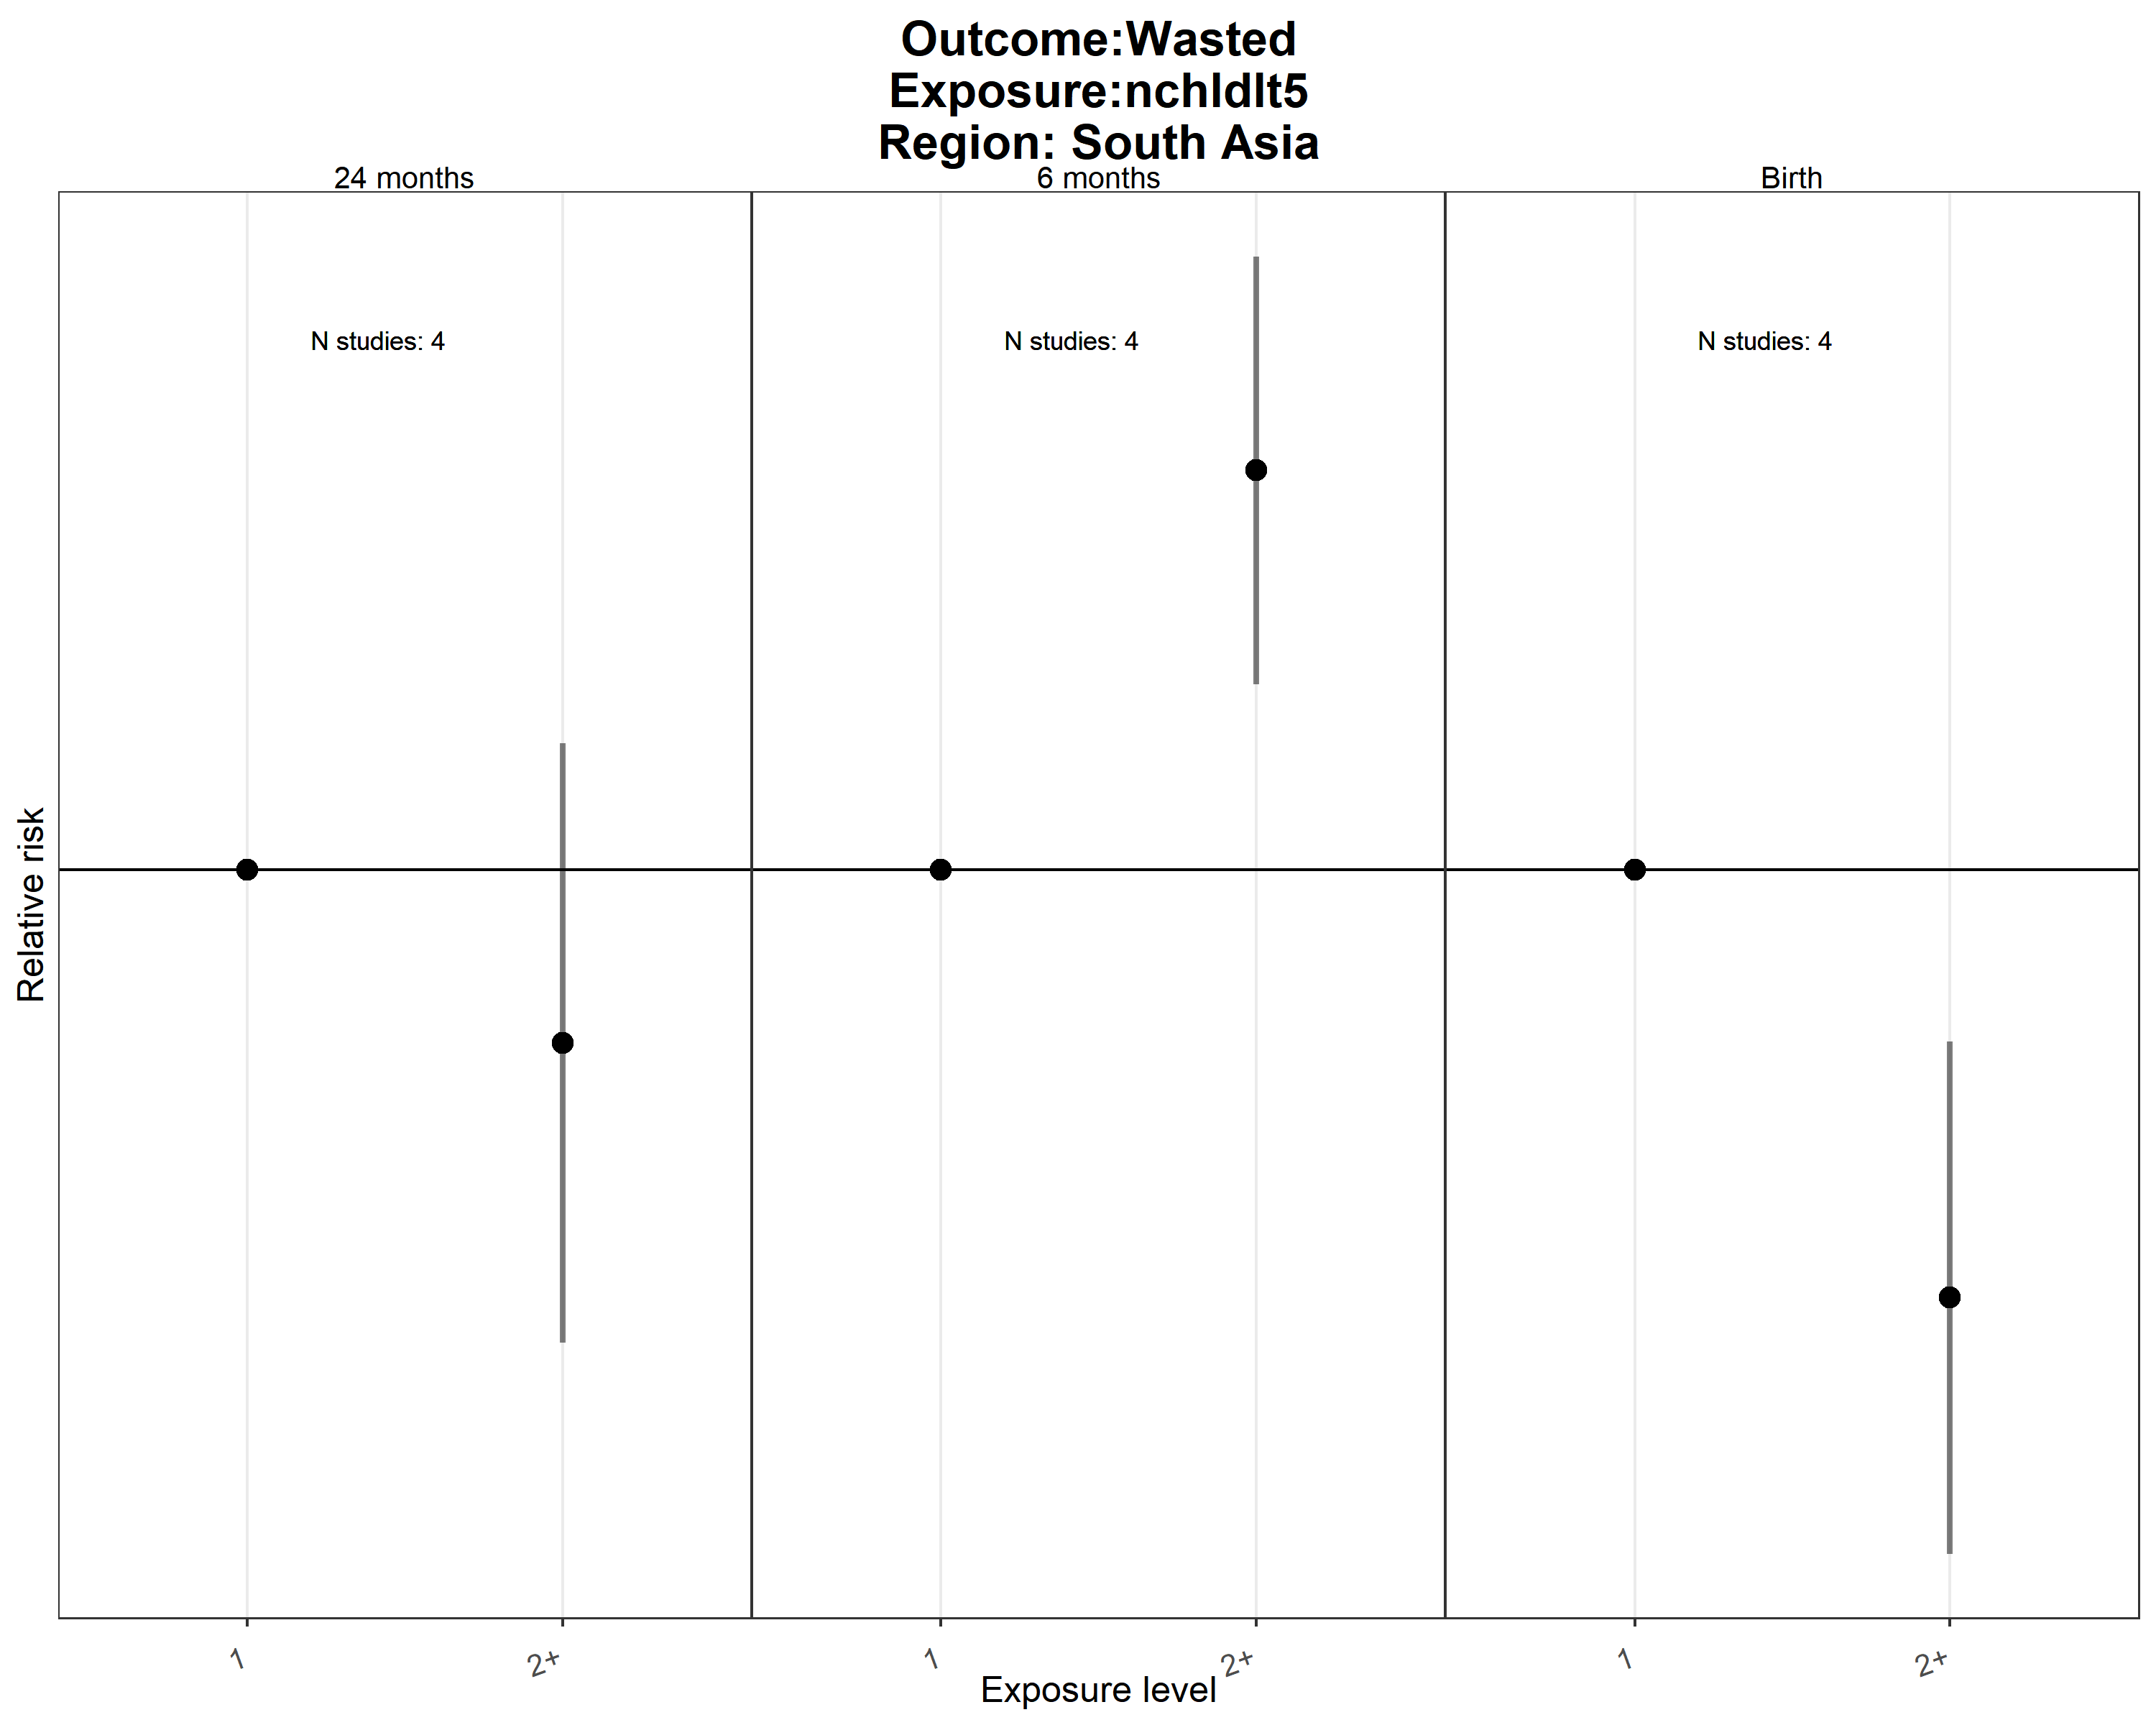 Outcome:Wasted
Exposure:nchldlt5
Region: South Asia
24 months
6 months
Birth
N studies: 4
N studies: 4
N studies: 4
Relative risk
1
2+
1
2+
1
2+
Exposure level